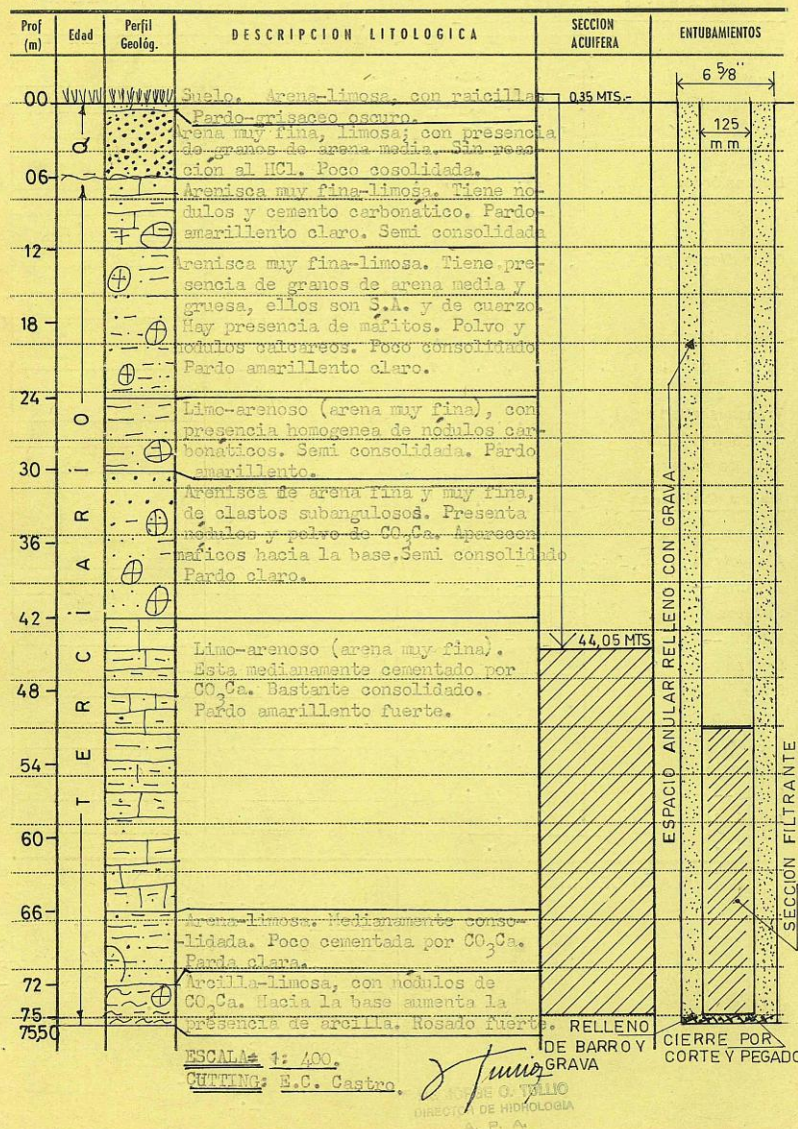 Prof (m)
Edad
Perfil Geológ.
DESCRIPCION LITOLOGICA
SECCION ACUIFERA
ENTUBAMIENTOS
6 5/8"
125 mm
00
Suelo. Arena-limosa, con raicillas
Pardo-grisaceo oscuro.
0,35 MTS.-
Q
Arena muy fina, limosa; con presencia
de granos de arena media. Sin reac-
ción al HCl. Poco cosolidada.
06
Arenisca muy fina-limosa. Tiene no-
dulos y cemento carbonático. Pardo
amarillento claro. Semi consolidada
12
Arenisca muy fina-limosa. Tiene pre-
sencia de granos de arena media y
gruesa, ellos son S.A. y de cuarzo.
18
Hay presencia de máfitos. Polvo y
nodulos calcareos. Poco consolidado
Pardo amarillento claro.
24
Limo-arenoso (arena muy fina), con
presencia homogenea de nódulos car-
bonáticos. Semi consolidada. Pardo
amarillento.
30
Arenisca de arena fina y muy fina,
de clastos subangulosos. Presenta
nódulos y polvo de CO3Ca. Aparecen
36
maficos hacia la base.Semi consolidado
Pardo claro.
42
44,05 MTS
Limo-arenoso (arena muy fina).
Esta medianamente cementado por
48
CO3Ca. Bastante consolidado.
Pardo amarillento fuerte.
54
60
66
Arena-limosa. Medianamente conso-
-lidada. Poco cementada por CO3Ca.
Parda clara.
72
Arcilla-limosa, con nódulos de
CO3Ca. Hacia la base aumenta la
75
presencia de arcilla. Rosado fuerte.
7550
TERCIARIO
ESPACIO ANULAR RELLENO CON GRAVA
SECCION FILTRANTE
RELLENO
DE BARRO Y
GRAVA
CIERRE POR
CORTE Y PEGADO
ESCALA: 1: 400.
CUTTING: E.C. Castro.
JORGE O. TULLIO
DIRECTOR DE HIDROLOGIA
A. P. A.